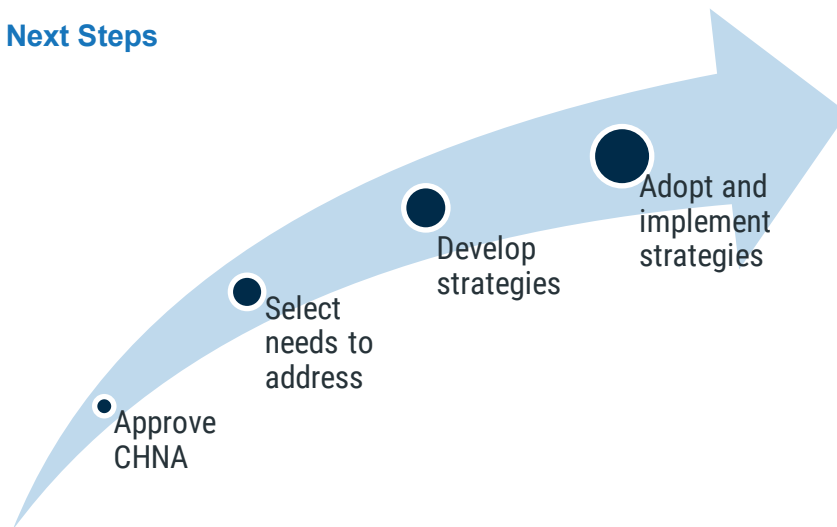 Next Steps
Approve
CHNA
Select
needs to
address
Develop
strategies
Adopt and
implement
strategies